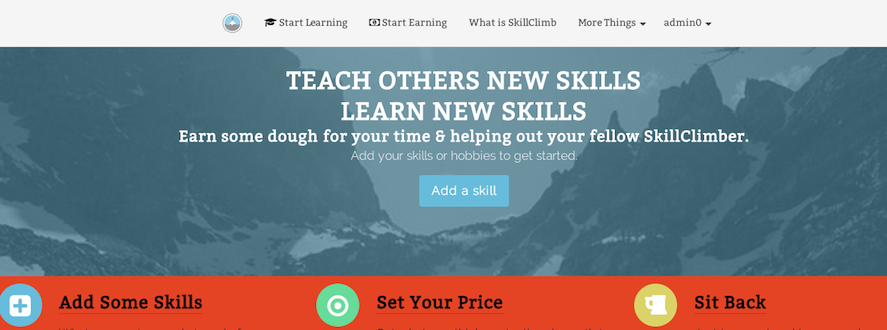 Start Learning Start Earning What is SkillClimb More Things admin0
TEACH OTHERS NEW SKILLS
LEARN NEW SKILLS
Earn some dough for your time & helping out your fellow SkillClimber.
Add your skills or hobbies to get started.
Add a skill
Add Some Skills Set Your Price Sit Back